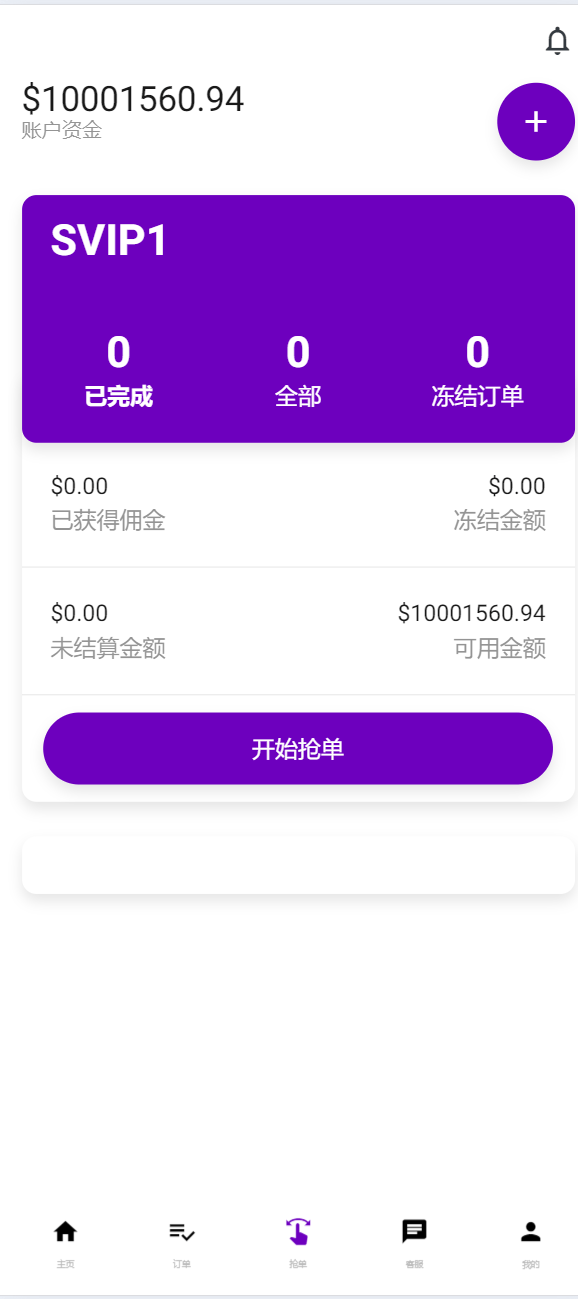 $10001560.94
账户资金
SVIP1
0 0 0
已完成 全部 冻结订单
$0.00 $0.00
已获得佣金 冻结金额
$0.00 $10001560.94
未结算金额 可用金额
开始抢单
主页 订单 抢单 客服 我的